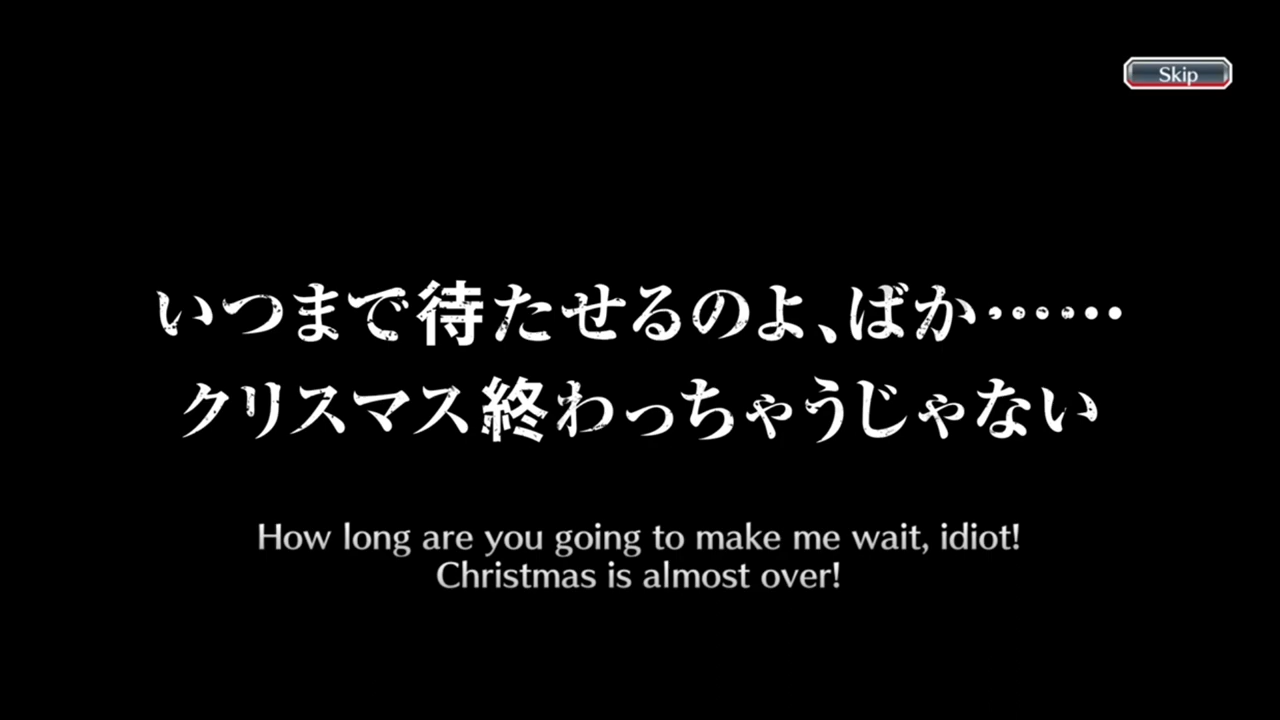 Skip
いつまで待たせるのよ、ばか……
クリスマス終わっちゃうじゃない
How long are you going to make me wait, idiot!
Christmas is almost over!